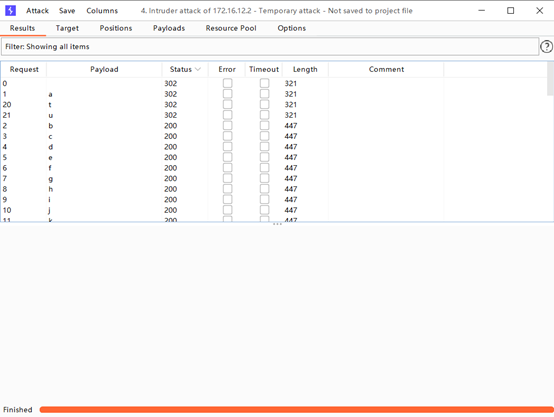 Attack Save Columns 4. Intruder attack of 172.16.12.2 - Temporary attack - Not saved to project file
Results Target Positions Payloads Resource Pool Options
Filter: Showing all items ?
Request Payload Status Error Timeout Length Comment
0 302 321
1 a 302 321
20 t 302 321
21 u 302 321
2 b 200 447
3 c 200 447
4 d 200 447
5 e 200 447
6 f 200 447
7 g 200 447
8 h 200 447
9 i 200 447
10 j 200 447
11 k 200 447
Finished